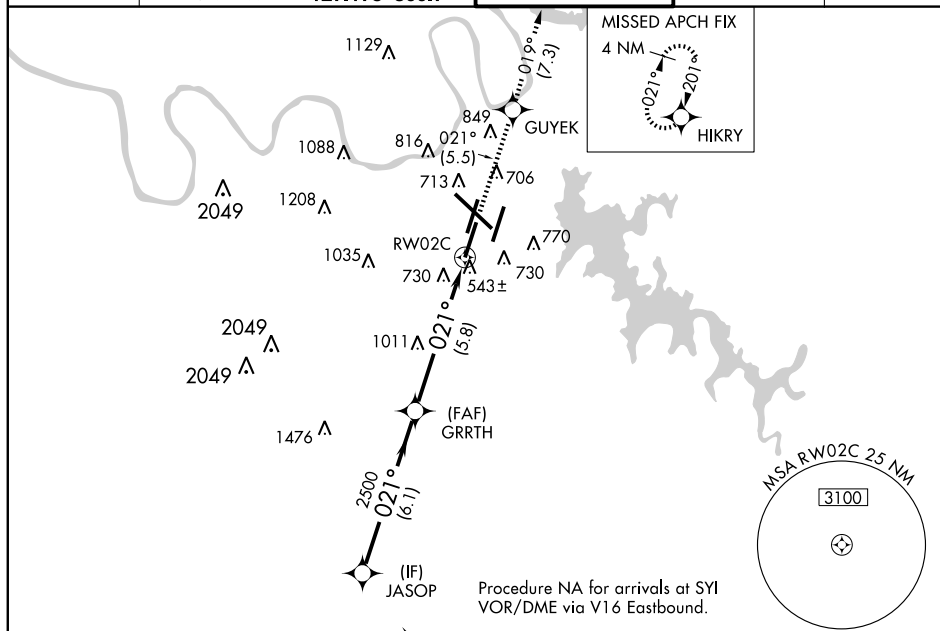 MISSED APCH FIX
4 NM
021°
201°
HIKRY
019°
(7.3)
1129
849
GUYEK
816
021°
(5.5)
1088
713
706
2049
1208
RW02C
770
1035
730
543±
730
021°
(5.8)
2049
1011
2049
(FAF)
GRRTH
1476
2500
021°
(6.1)
MSA RW02C 25 NM
3100
(IF)
JASOP
Procedure NA for arrivals at SYI
VOR/DME via V16 Eastbound.